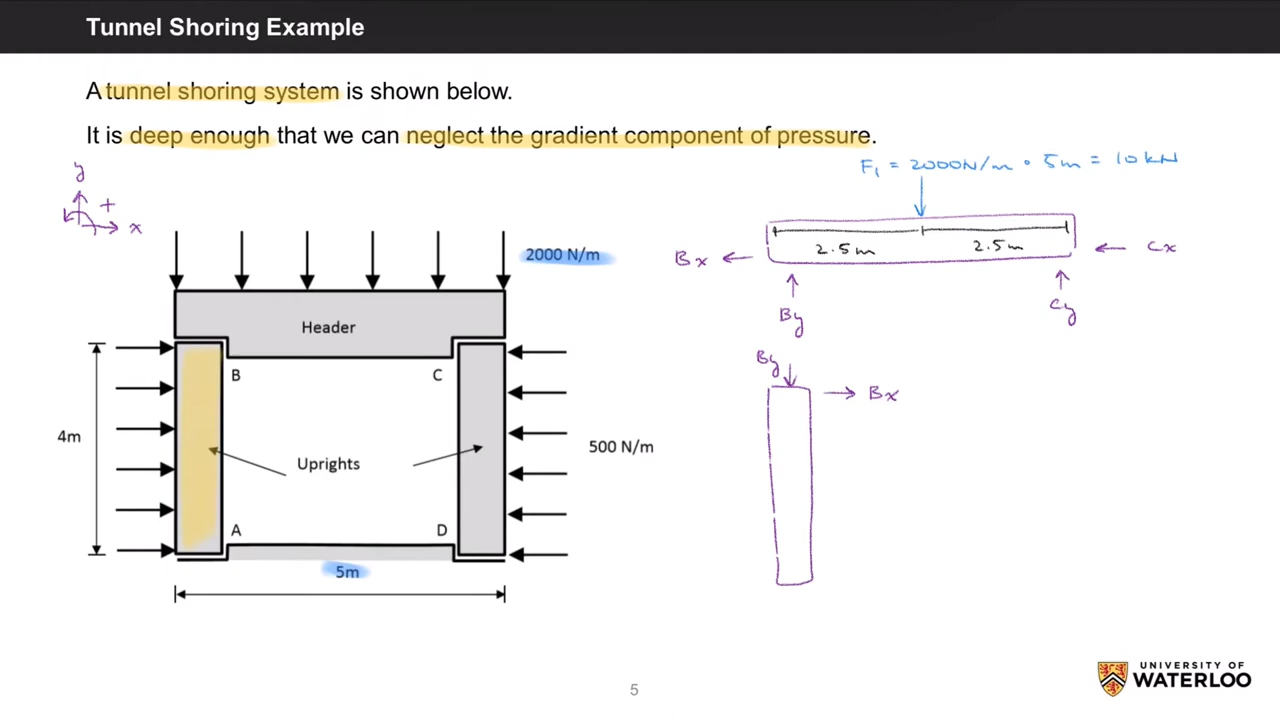 Tunnel Shoring Example
A tunnel shoring system is shown below.
It is deep enough that we can neglect the gradient component of pressure.
y
+
x
2000 N/m
Header
B
C
4m
500 N/m
Uprights
A
D
5m
F₁ = 2000N/m • 5m = 10kN
2.5m
2.5m
Bx
Cx
By
Cy
By
Bx
5
UNIVERSITY OF
WATERLOO